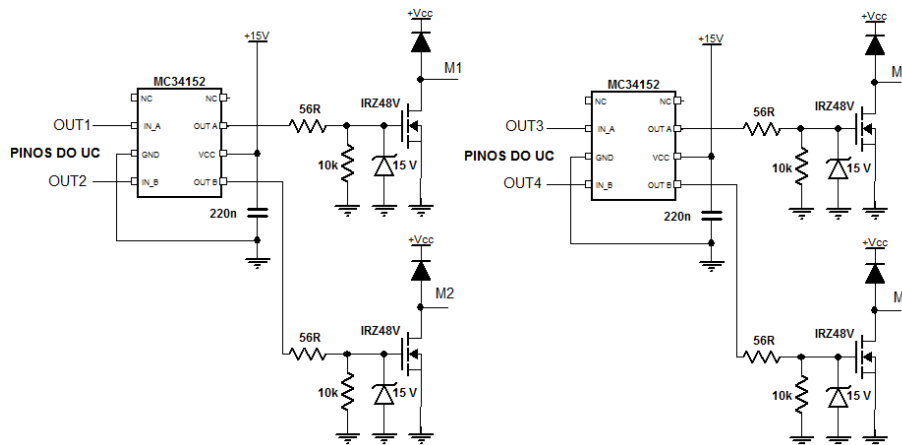 +Vcc
M1
+15V
MC34152
NC
NC
OUT1
IN_A
OUT A
56R
IRZ48V
PINOS DO UC
GND
VCC
10k
15 V
OUT2
IN_B
OUT B
220n
+Vcc
M2
56R
IRZ48V
10k
15 V
+Vcc
M
+15V
MC34152
NC
NC
OUT3
IN_A
OUT A
56R
IRZ48V
PINOS DO UC
GND
VCC
10k
15 V
OUT4
IN_B
OUT B
220n
+Vcc
M
56R
IRZ48V
10k
15 V